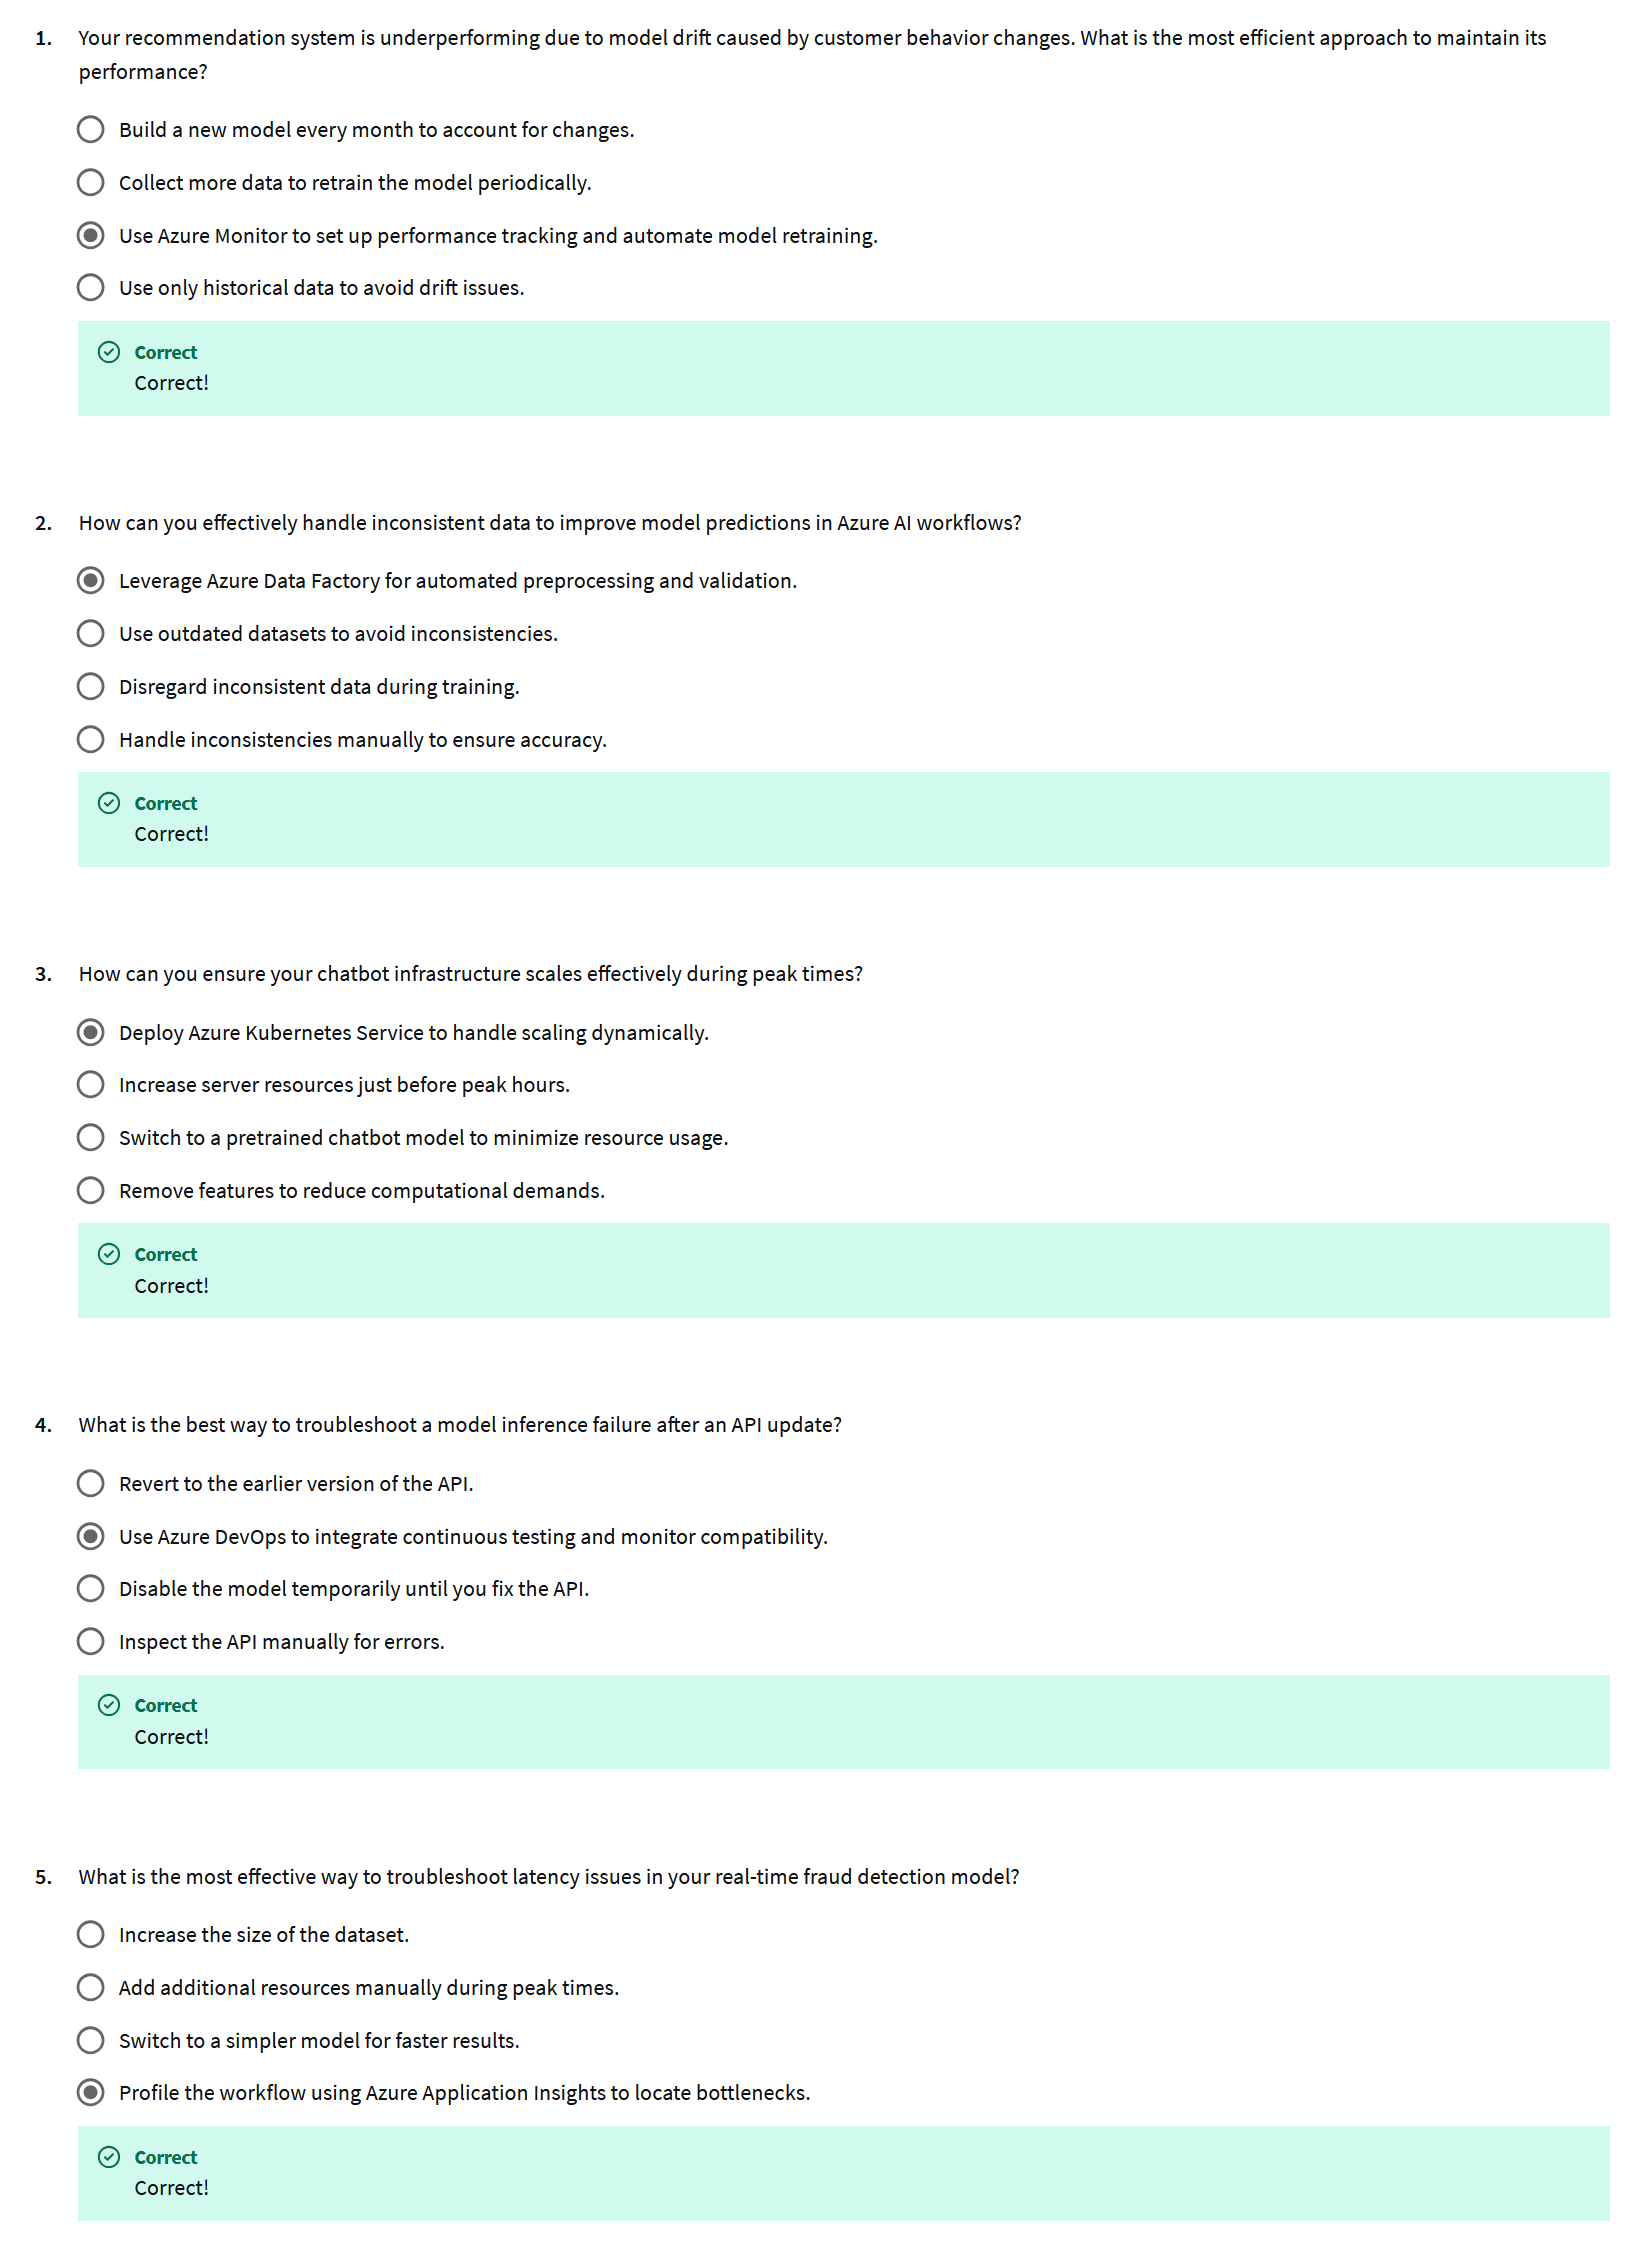 1. Your recommendation system is underperforming due to model drift caused by customer behavior changes. What is the most efficient approach to maintain its
performance?
Build a new model every month to account for changes.
Collect more data to retrain the model periodically.
Use Azure Monitor to set up performance tracking and automate model retraining.
Use only historical data to avoid drift issues.
Correct
Correct!
2. How can you effectively handle inconsistent data to improve model predictions in Azure AI workflows?
Leverage Azure Data Factory for automated preprocessing and validation.
Use outdated datasets to avoid inconsistencies.
Disregard inconsistent data during training.
Handle inconsistencies manually to ensure accuracy.
Correct
Correct!
3. How can you ensure your chatbot infrastructure scales effectively during peak times?
Deploy Azure Kubernetes Service to handle scaling dynamically.
Increase server resources just before peak hours.
Switch to a pretrained chatbot model to minimize resource usage.
Remove features to reduce computational demands.
Correct
Correct!
4. What is the best way to troubleshoot a model inference failure after an API update?
Revert to the earlier version of the API.
Use Azure DevOps to integrate continuous testing and monitor compatibility.
Disable the model temporarily until you fix the API.
Inspect the API manually for errors.
Correct
Correct!
5. What is the most effective way to troubleshoot latency issues in your real-time fraud detection model?
Increase the size of the dataset.
Add additional resources manually during peak times.
Switch to a simpler model for faster results.
Profile the workflow using Azure Application Insights to locate bottlenecks.
Correct
Correct!